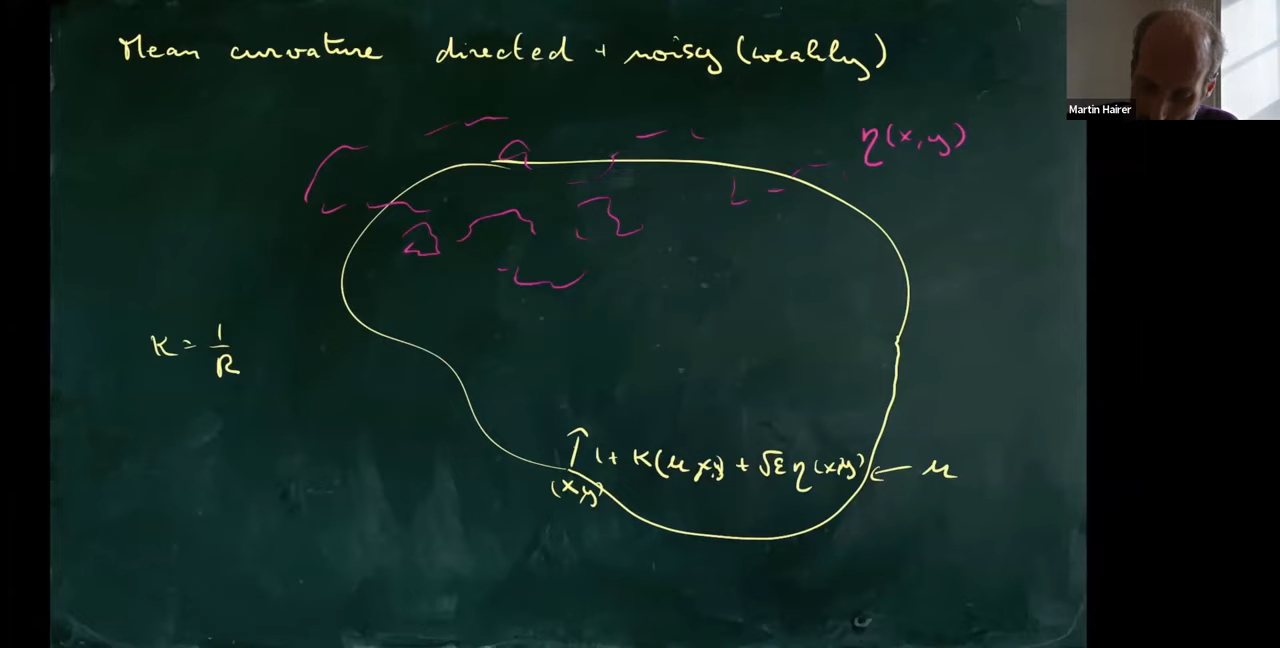 Mean curvature directed + noisy (weakly)
Martin Hairer
η(x,y)
κ = 1/R
1 + κ(u,x,y) + √ε η(x,y) ← u
(x,y)